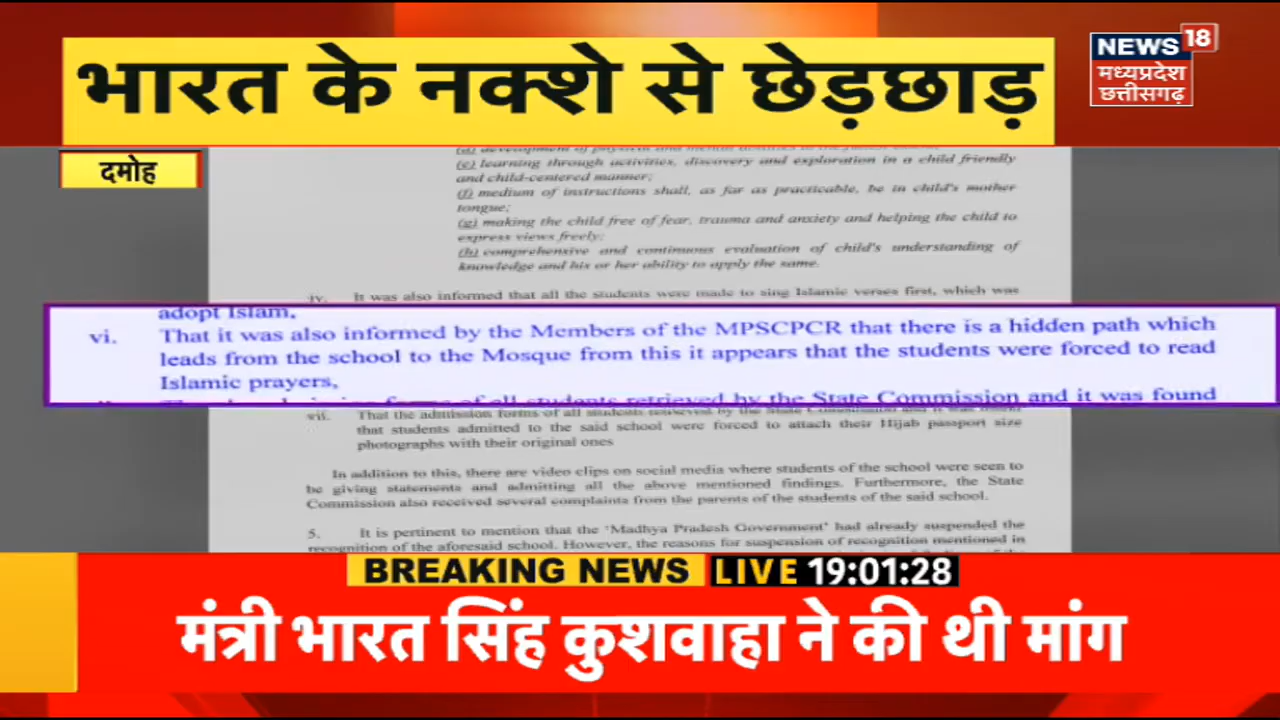 भारत के नक्शे से छेड़छाड़
NEWS 18
मध्यप्रदेश
छत्तीसगढ़
दमोह
(e) learning through activities, discovery and exploration in a child friendly
and child-centered manner;
(f) medium of instructions shall, as far as practicable, be in child's mother
tongue;
(g) making the child free of fear, trauma and anxiety and helping the child to
express views freely;
(h) comprehensive and continuous evaluation of child's understanding of
knowledge and his or her ability to apply the same.
iv. It was also informed that all the students were made to sing Islamic verses first, which was
adopt Islam,
vi. That it was also informed by the Members of the MPSCPCR that there is a hidden path which
leads from the school to the Mosque from this it appears that the students were forced to read
Islamic prayers,
of all students retrieved by the State Commission and it was found
vii. That the admission forms of all students retrieved by the State Commission and it was
that students admitted to the said school were forced to attach their Hijab passport size
photographs with their original ones
In addition to this, there are video clips on social media where students of the school were seen to
be giving statements and admitting all the above mentioned findings. Furthermore, the State
Commission also received several complaints from the parents of the students of the said school.
5. It is pertinent to mention that the 'Madhya Pradesh Government' had already suspended the
recognition of the aforesaid school. However, the reasons for suspension of recognition mentioned in
BREAKING NEWS LIVE 19:01:28
मंत्री भारत सिंह कुशवाहा ने की थी मांग